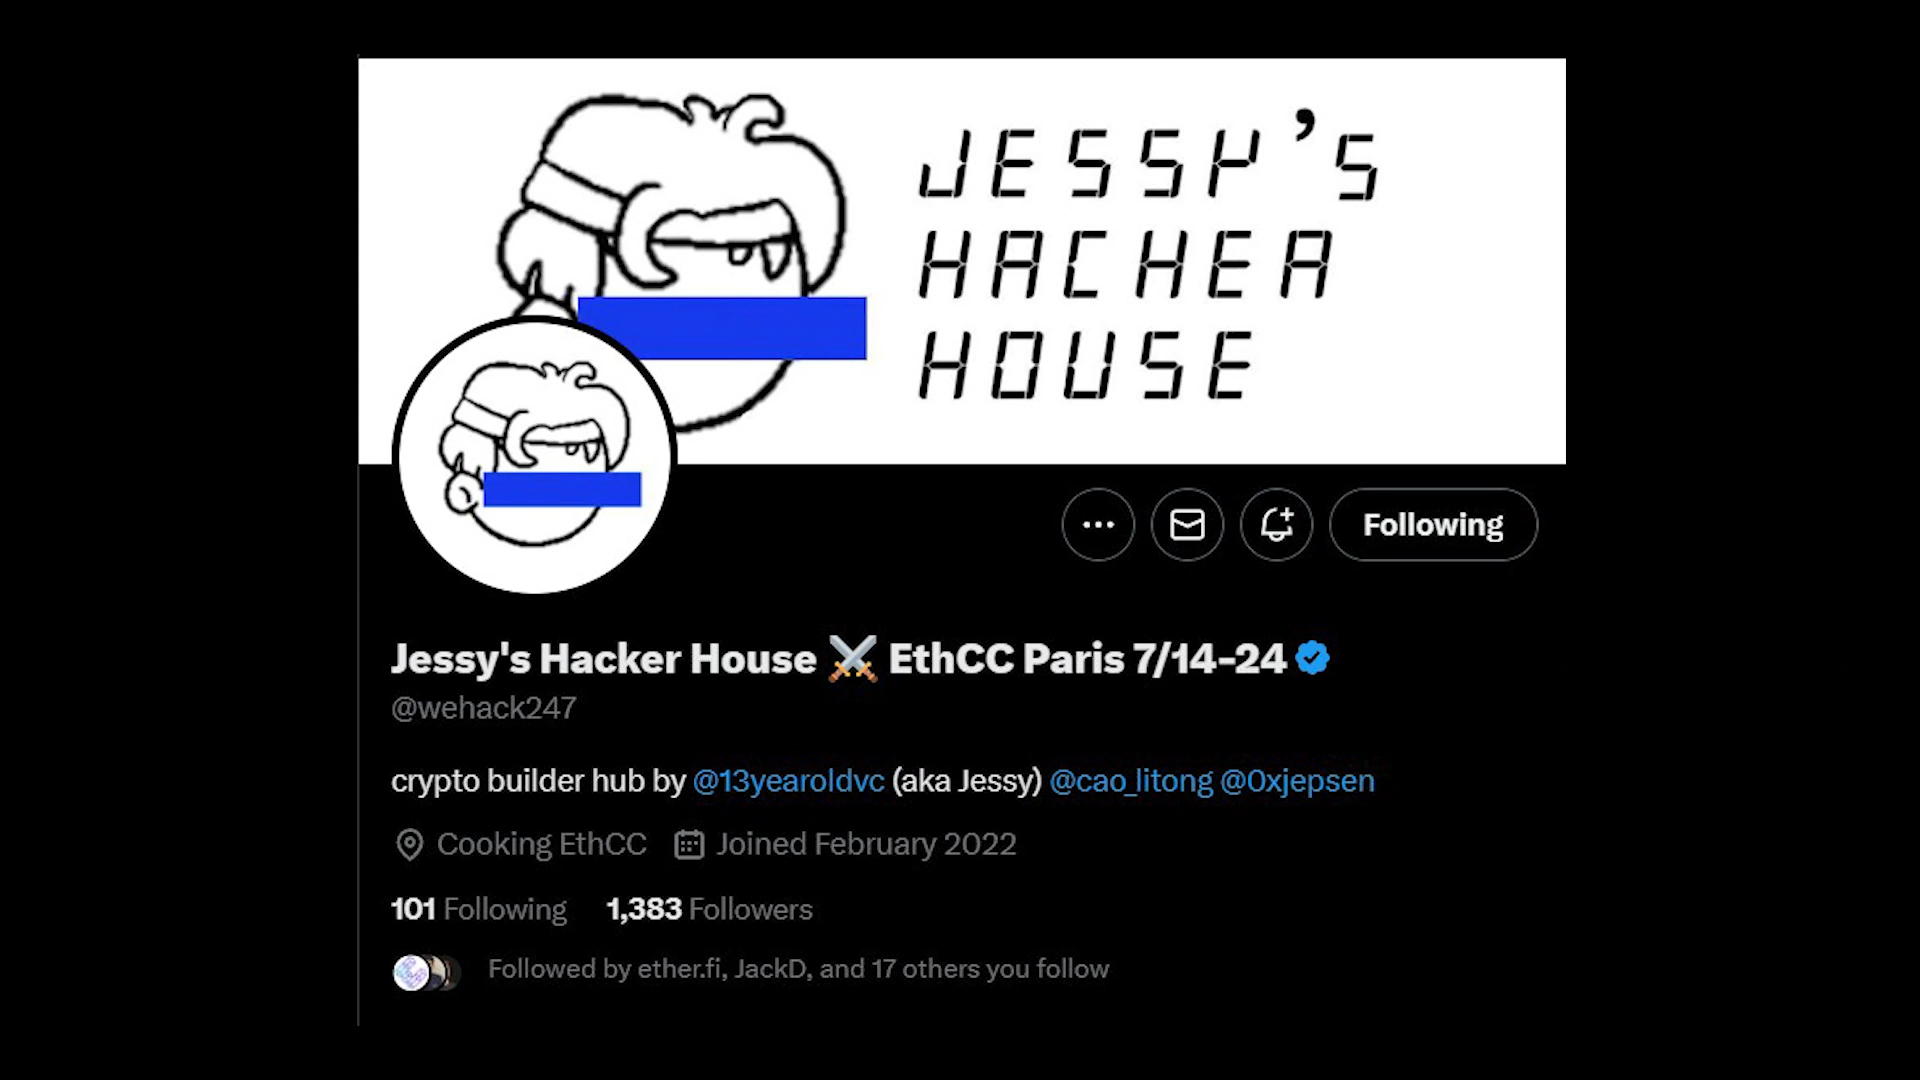 JESSY's
HACKER
HOUSE
Following
Jessy's Hacker House ⚔️ EthCC Paris 7/14-24
@wehack247
crypto builder hub by @13yearoldvc (aka Jessy) @cao_litong @0xjepsen
Cooking EthCC Joined February 2022
101 Following 1,383 Followers
Followed by ether.fi, JackD, and 17 others you follow